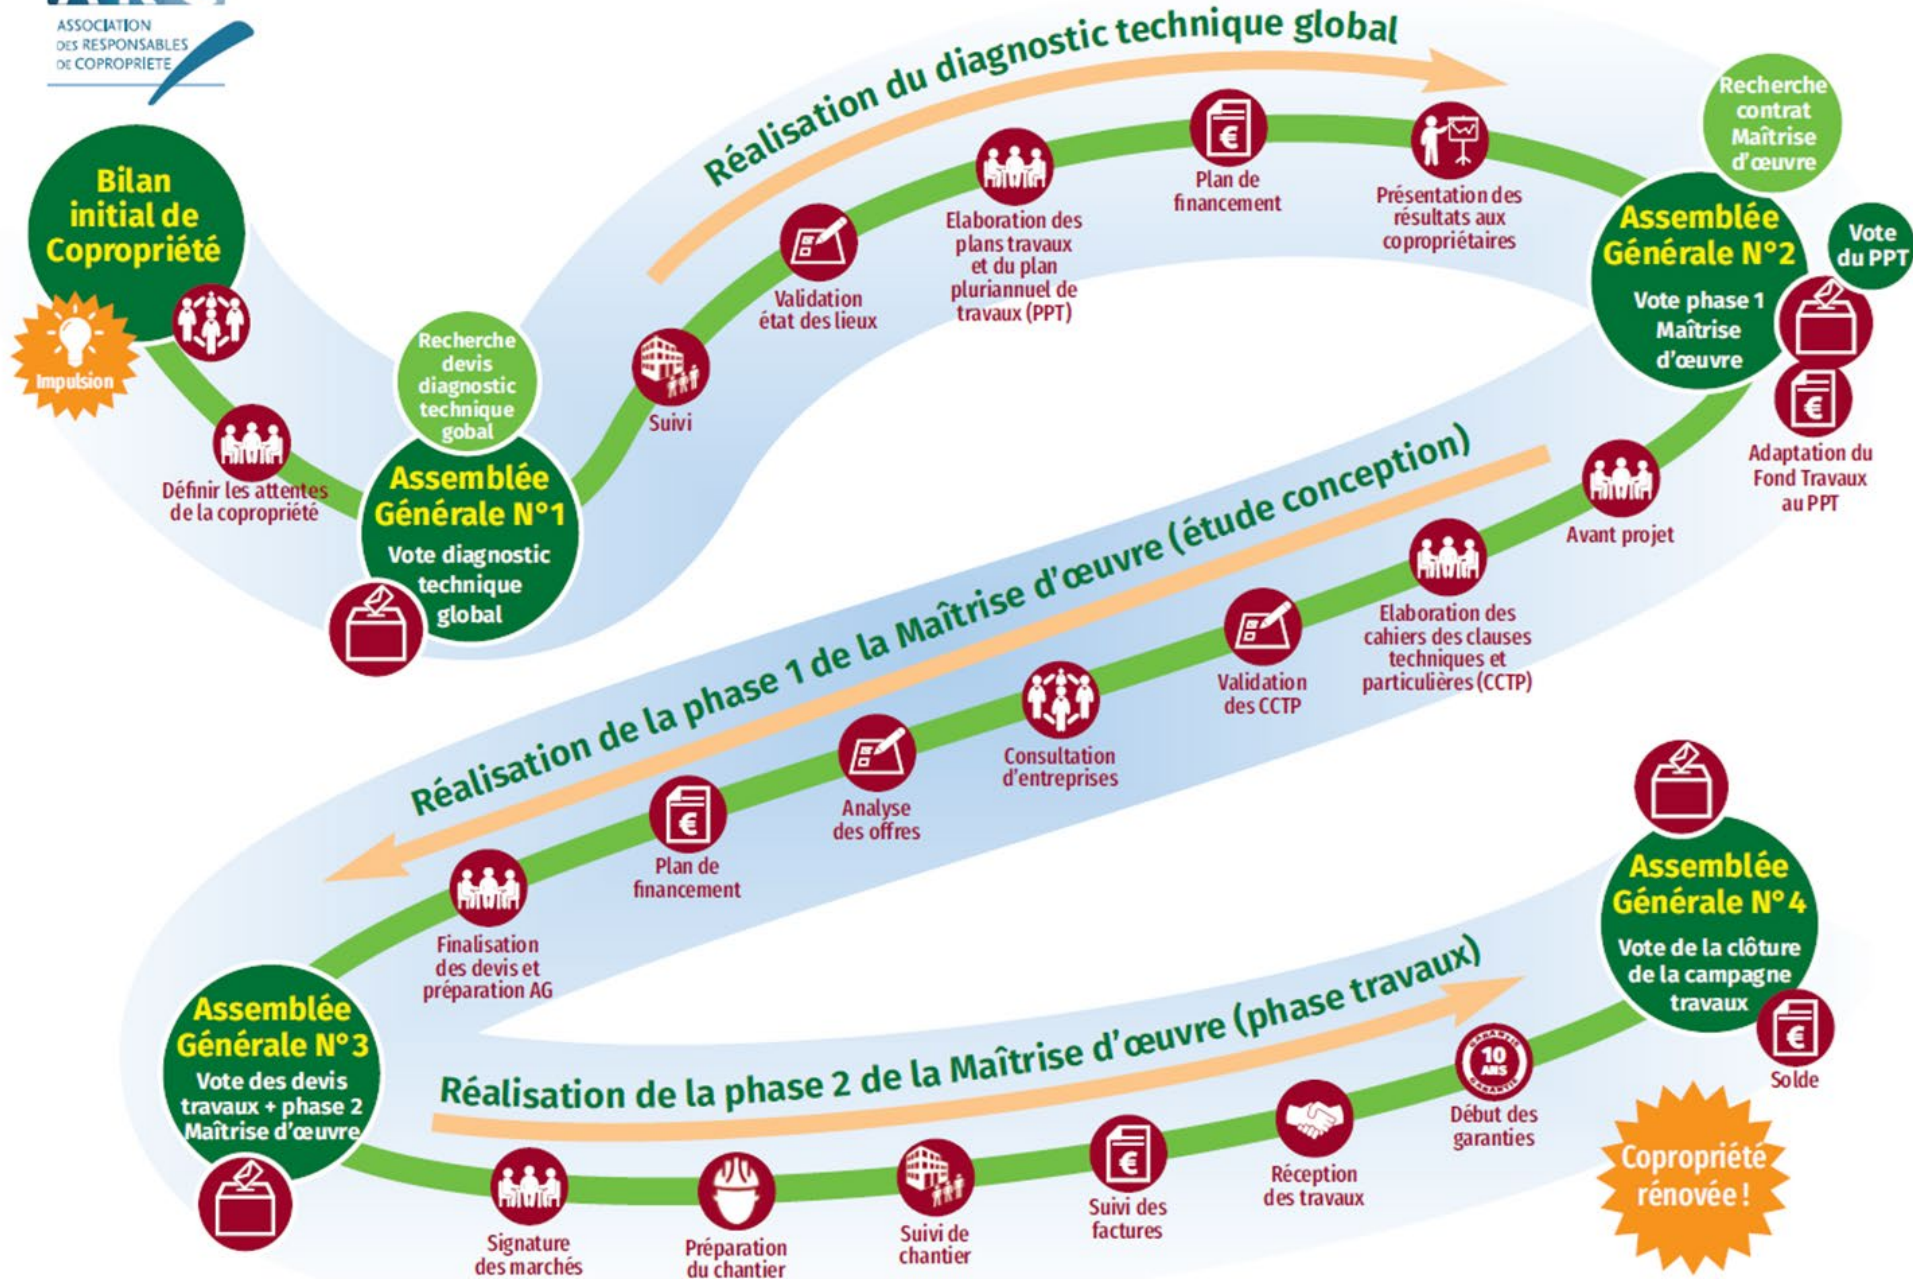 ASSOCIATION
DES RESPONSABLES
DE COPROPRIETE
Bilan
initial de
Copropriété
Impulsion
Définir les attentes
de la copropriété
Recherche
devis
diagnostic
technique
gobal
Assemblée
Générale N°1
Vote diagnostic
technique
global
Réalisation du diagnostic technique global
Suivi
Validation
état des lieux
Elaboration des
plans travaux
et du plan
pluriannuel de
travaux (PPT)
Plan de
financement
Présentation des
résultats aux
copropriétaires
Recherche
contrat
Maîtrise
d'œuvre
Assemblée
Générale N°2
Vote phase 1
Maîtrise
d'œuvre
Vote
du PPT
Adaptation du
Fond Travaux
au PPT
Réalisation de la phase 1 de la Maîtrise d'œuvre (étude conception)
Avant projet
Elaboration des
cahiers des clauses
techniques et
particulières (CCTP)
Validation
des CCTP
Consultation
d'entreprises
Analyse
des offres
Plan de
financement
Finalisation
des devis et
préparation AG
Assemblée
Générale N°3
Vote des devis
travaux + phase 2
Maîtrise d'œuvre
Réalisation de la phase 2 de la Maîtrise d'œuvre (phase travaux)
Signature
des marchés
Préparation
du chantier
Suivi de
chantier
Suivi des
factures
Réception
des travaux
GARANTIE
10
ANS
GARANTIE
Début des
garanties
Assemblée
Générale N°4
Vote de la clôture
de la campagne
travaux
Solde
Copropriété
rénovée !